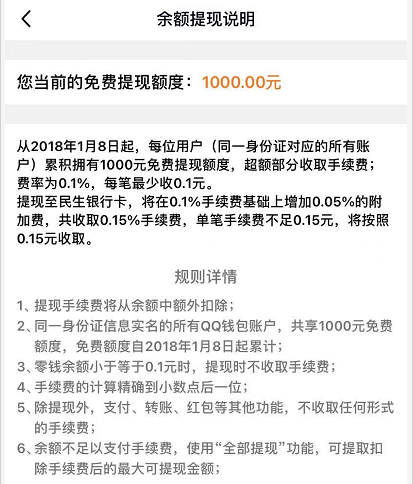 余额提现说明
您当前的免费提现额度：1000.00元
从2018年1月8日起，每位用户（同一身份证对应的所有账
户）累积拥有1000元免费提现额度，超额部分收取手续费；
费率为0.1%，每笔最少收0.1元。
提现至民生银行卡，将在0.1%手续费基础上增加0.05%的附
加费，共收取0.15%手续费，单笔手续费不足0.15元，将按照
0.15元收取。
规则详情
1、提现手续费将从余额中额外扣除；
2、同一身份证信息实名的所有QQ钱包账户，共享1000元免费
额度，免费额度自2018年1月8日起累计；
3、零钱余额小于等于0.1元时，提现时不收取手续费；
4、手续费的计算精确到小数点后一位；
5、除提现外，支付、转账、红包等其他功能，不收取任何形式
的手续费；
6、余额不足以支付手续费，使用“全部提现”功能，可提取扣
除手续费后的最大可提现金额；